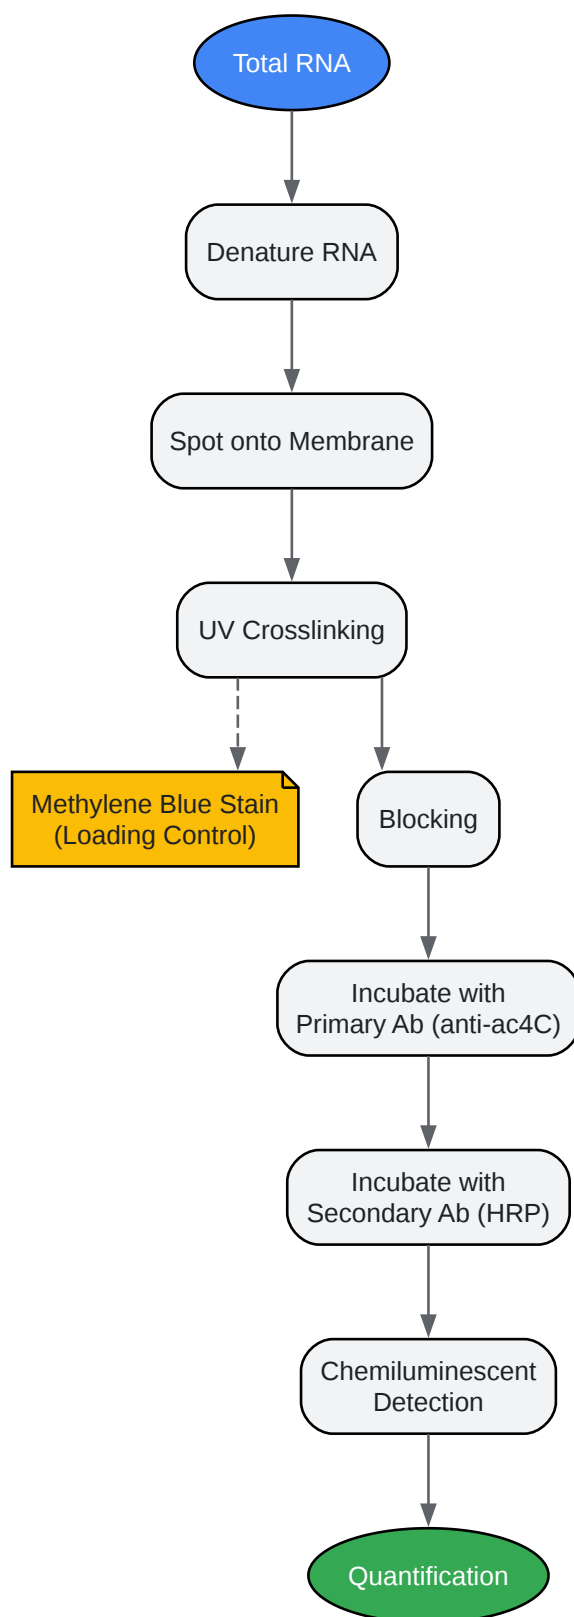 Total RNA
Denature RNA
Spot onto Membrane
UV Crosslinking
Methylene Blue Stain
(Loading Control)
Blocking
Incubate with
Primary Ab (anti-ac4C)
Incubate with
Secondary Ab (HRP)
Chemiluminescent
Detection
Quantification